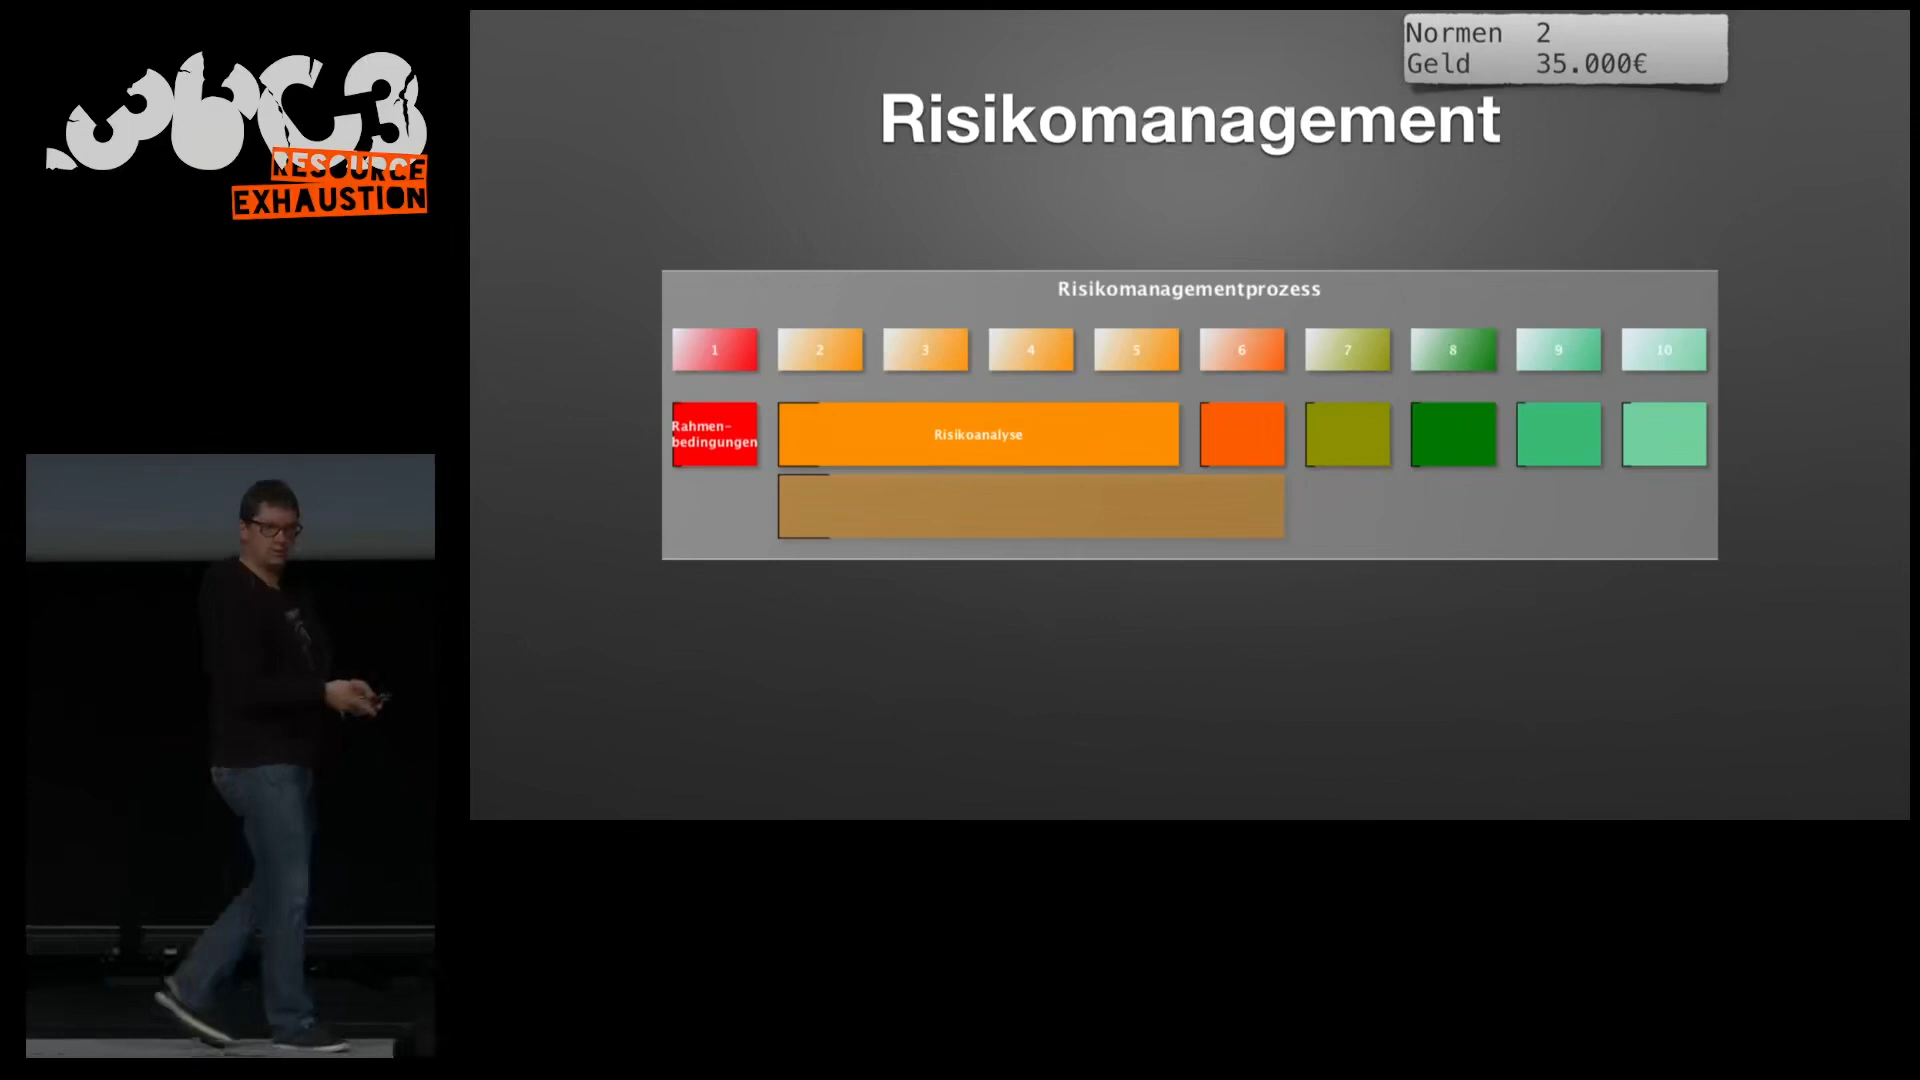 36C3
RESOURCE
EXHAUSTION
Normen 2
Geld 35.000€
Risikomanagement
Risikomanagementprozess
1 2 3 4 5 6 7 8 9 10
Rahmen-
bedingungen
Risikoanalyse